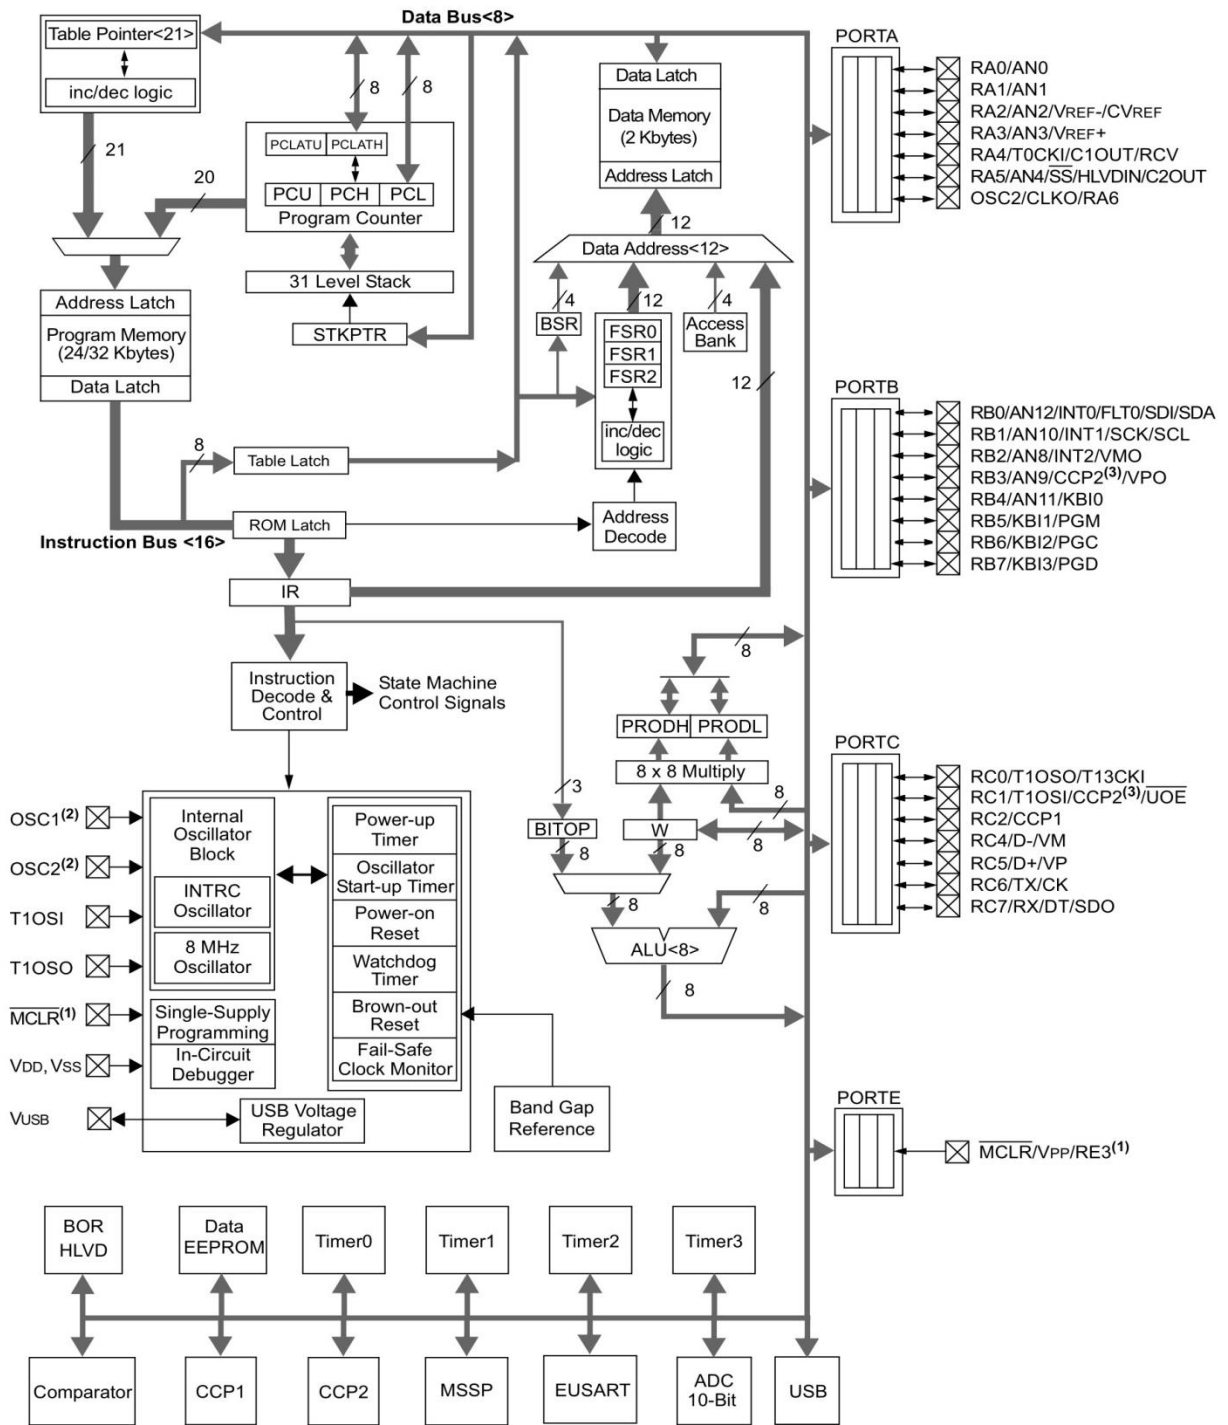 Data Bus<8>
Table Pointer<21>
inc/dec logic
21
20
8
8
PCLATU PCLATH
PCU PCH PCL
Program Counter
31 Level Stack
STKPTR
Address Latch
Program Memory
(24/32 Kbytes)
Data Latch
8
Table Latch
ROM Latch
Instruction Bus <16>
IR
Data Latch
Data Memory
(2 Kbytes)
Address Latch
12
Data Address<12>
4
12
4
BSR
FSR0
FSR1
FSR2
inc/dec
logic
Access
Bank
12
Address
Decode
Instruction
Decode &
Control
State Machine
Control Signals
8
PRODH PRODL
8 x 8 Multiply
3
8
BITOP
W
8
8
8
8
8
ALU<8>
8
OSC1(2)
OSC2(2)
T1OSI
T1OSO
MCLR(1)
VDD, VSS
VUSB
Internal
Oscillator
Block
INTRC
Oscillator
8 MHz
Oscillator
Single-Supply
Programming
In-Circuit
Debugger
USB Voltage
Regulator
Power-up
Timer
Oscillator
Start-up Timer
Power-on
Reset
Watchdog
Timer
Brown-out
Reset
Fail-Safe
Clock Monitor
Band Gap
Reference
PORTA
RA0/AN0
RA1/AN1
RA2/AN2/VREF-/CVREF
RA3/AN3/VREF+
RA4/T0CKI/C1OUT/RCV
RA5/AN4/SS/HLVDIN/C2OUT
OSC2/CLKO/RA6
PORTB
RB0/AN12/INT0/FLT0/SDI/SDA
RB1/AN10/INT1/SCK/SCL
RB2/AN8/INT2/VMO
RB3/AN9/CCP2(3)/VPO
RB4/AN11/KBI0
RB5/KBI1/PGM
RB6/KBI2/PGC
RB7/KBI3/PGD
PORTC
RC0/T1OSO/T13CKI
RC1/T1OSI/CCP2(3)/UOE
RC2/CCP1
RC4/D-/VM
RC5/D+/VP
RC6/TX/CK
RC7/RX/DT/SDO
PORTE
MCLR/VPP/RE3(1)
BOR
HLVD
Data
EEPROM
Timer0
Timer1
Timer2
Timer3
Comparator
CCP1
CCP2
MSSP
EUSART
ADC
10-Bit
USB